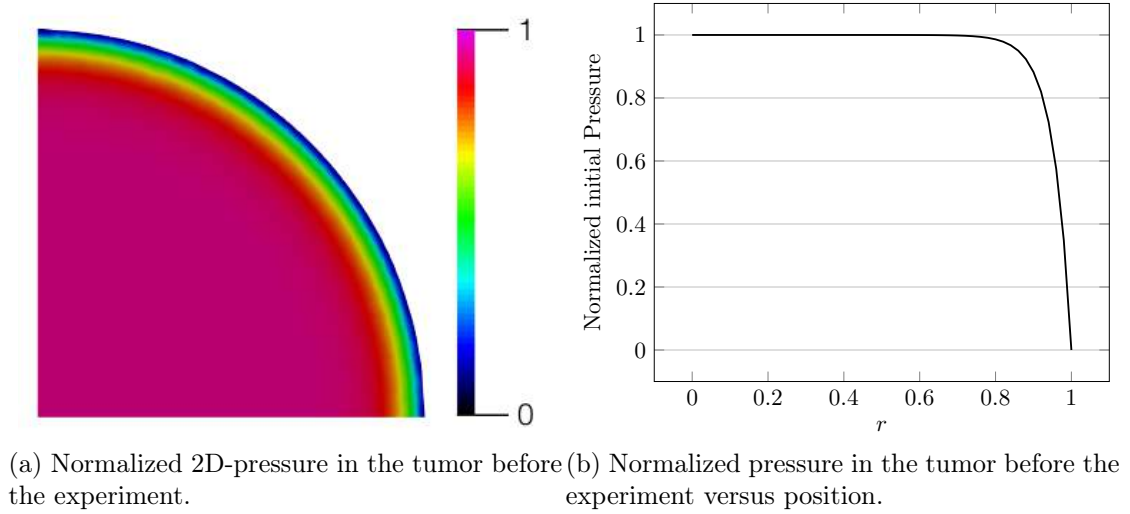 1
0
Normalized initial Pressure
1
0.8
0.6
0.4
0.2
0
0
0.2
0.4
0.6
0.8
1
r
(a) Normalized 2D-pressure in the tumor before
the experiment.
(b) Normalized pressure in the tumor before the
experiment versus position.